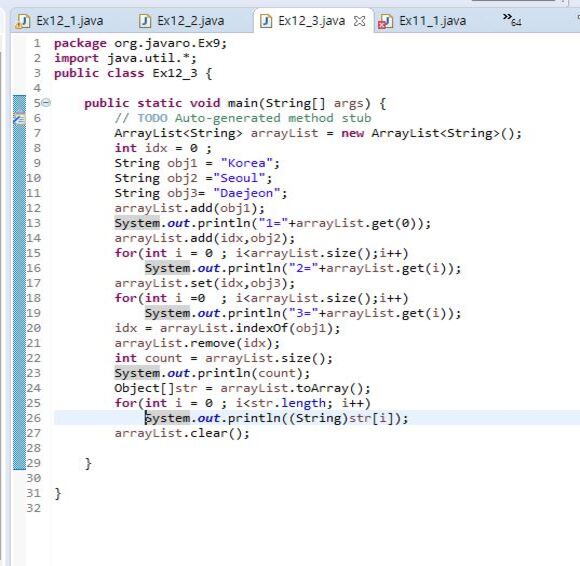 Ex12_1.java Ex12_2.java Ex12_3.java Ex11_1.java »64
1 package org.javaro.Ex9;
2 import java.util.*;
3 public class Ex12_3 {
4
5 public static void main(String[] args) {
6 // TODO Auto-generated method stub
7 ArrayList<String> arrayList = new ArrayList<String>();
8 int idx = 0 ;
9 String obj1 = "Korea";
10 String obj2 ="Seoul";
11 String obj3= "Daejeon";
12 arrayList.add(obj1);
13 System.out.println("1="+arrayList.get(0));
14 arrayList.add(idx,obj2);
15 for(int i = 0 ; i<arrayList.size();i++)
16 System.out.println("2="+arrayList.get(i));
17 arrayList.set(idx,obj3);
18 for(int i =0  ; i<arrayList.size();i++)
19 System.out.println("3="+arrayList.get(i));
20 idx = arrayList.indexOf(obj1);
21 arrayList.remove(idx);
22 int count = arrayList.size();
23 System.out.println(count);
24 Object[]str = arrayList.toArray();
25 for(int i = 0 ; i<str.length; i++)
26 System.out.println((String)str[i]);
27 arrayList.clear();
28
29 }
30
31 }
32